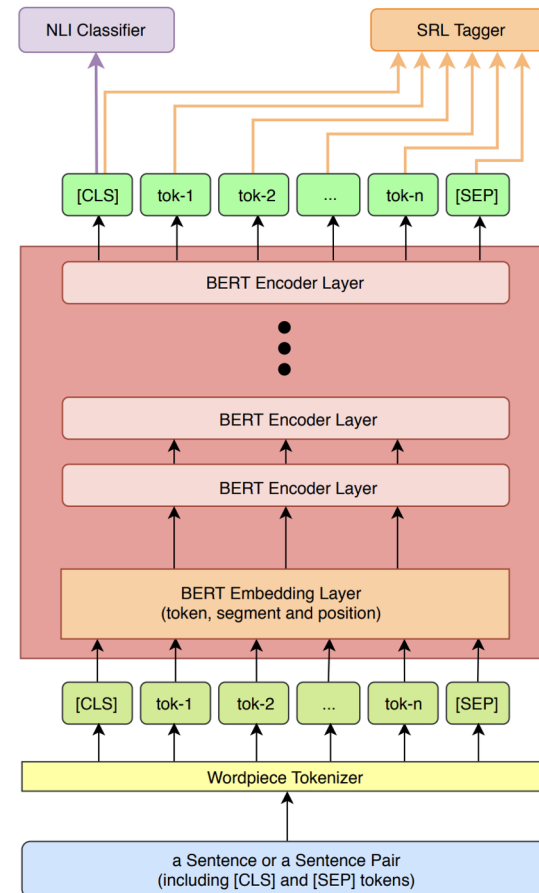 NLI Classifier
SRL Tagger
[CLS]
tok-1
tok-2
...
tok-n
[SEP]
BERT Encoder Layer
BERT Encoder Layer
BERT Encoder Layer
BERT Embedding Layer
(token, segment and position)
[CLS]
tok-1
tok-2
...
tok-n
[SEP]
Wordpiece Tokenizer
a Sentence or a Sentence Pair
(including [CLS] and [SEP] tokens)